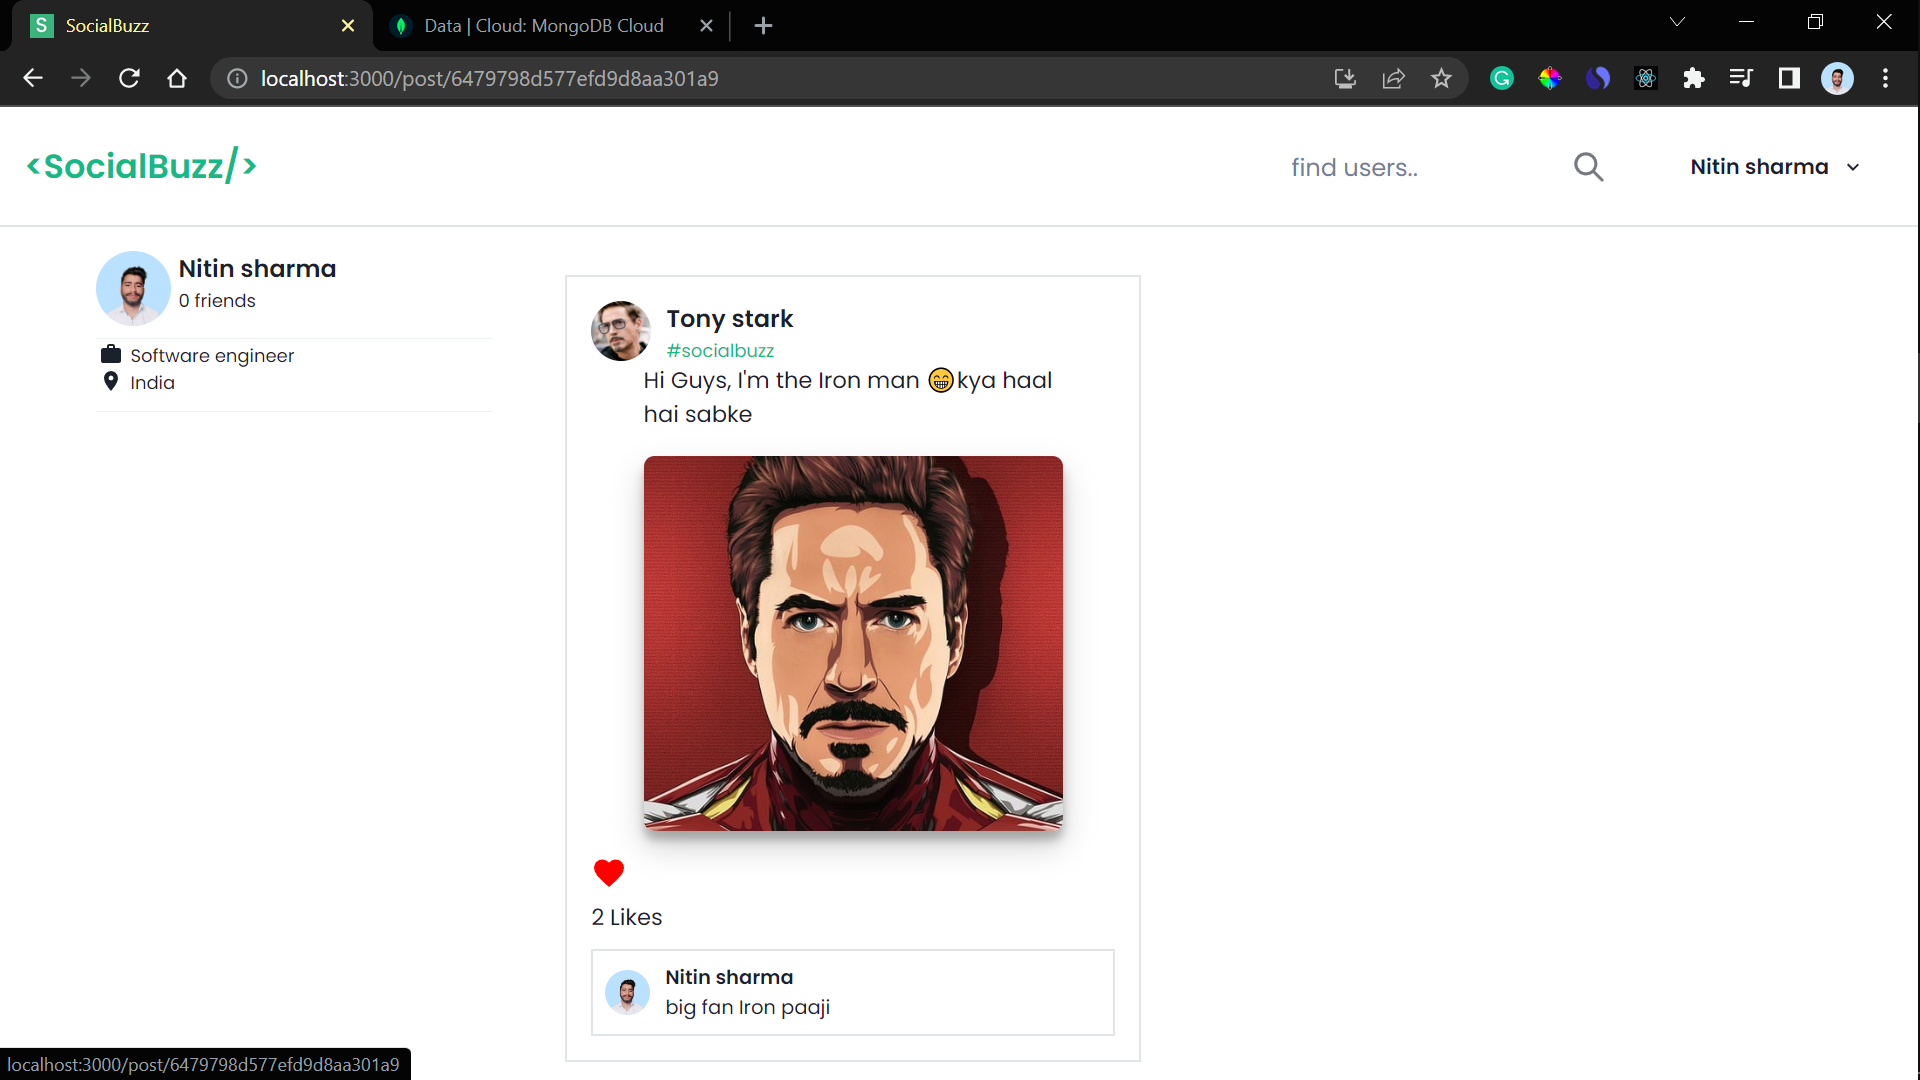 S SocialBuzz
Data | Cloud: MongoDB Cloud
localhost:3000/post/6479798d577efd9d8aa301a9
G
<SocialBuzz/>
find users..
Nitin sharma
Nitin sharma
0 friends
Software engineer
India
Tony stark
#socialbuzz
Hi Guys, I'm the Iron man 😁kya haal
hai sabke
2 Likes
Nitin sharma
big fan Iron paaji
localhost:3000/post/6479798d577efd9d8aa301a9